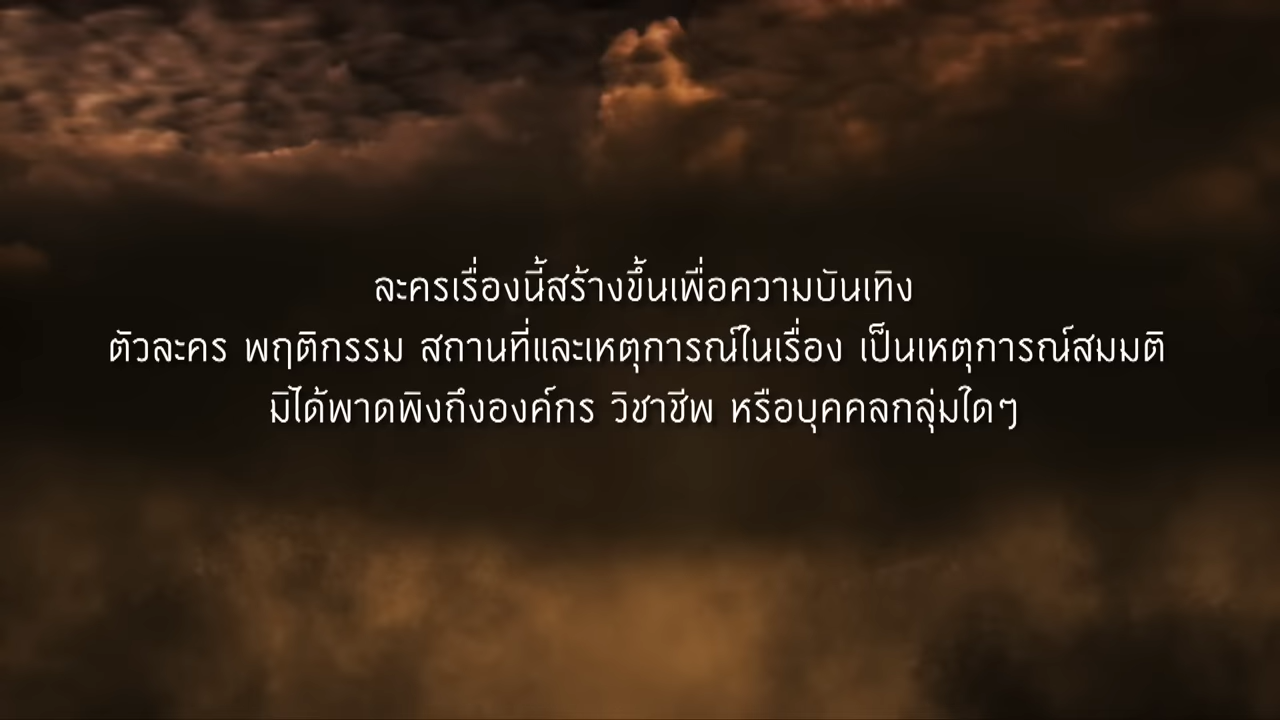 ละครเรื่องนี้สร้างขึ้นเพื่อความบันเทิง
ตัวละคร พฤติกรรม สถานที่และเหตุการณ์ในเรื่อง เป็นเหตุการณ์สมมติ
มิได้พาดพิงถึงองค์กร วิชาชีพ หรือบุคคลกลุ่มใดๆ